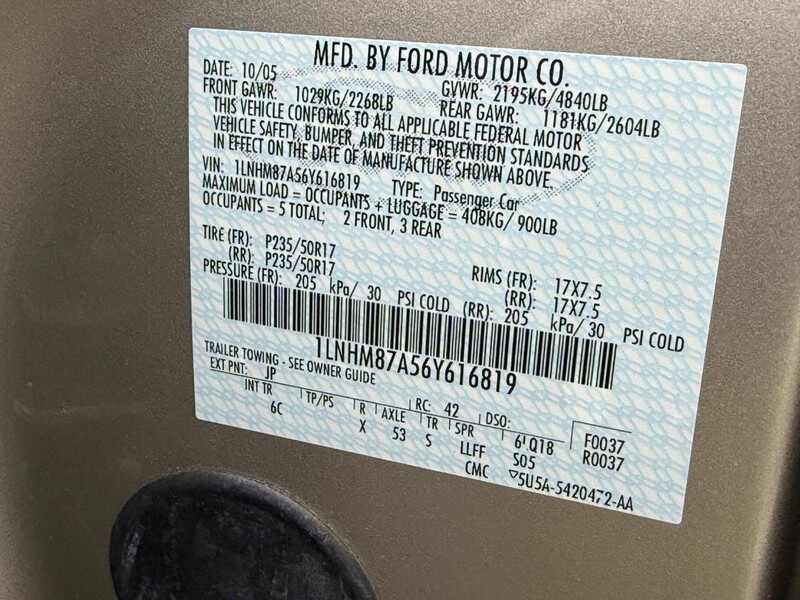 MFD. BY FORD MOTOR CO.
DATE: 10/05 GVWR: 2195KG/4840LB
FRONT GAWR: 1029KG/2268LB REAR GAWR: 1181KG/2604LB
THIS VEHICLE CONFORMS TO ALL APPLICABLE FEDERAL MOTOR
VEHICLE SAFETY, BUMPER, AND THEFT PREVENTION STANDARDS
IN EFFECT ON THE DATE OF MANUFACTURE SHOWN ABOVE.
VIN: 1LNHM87A56Y616819 TYPE: Passenger Car
MAXIMUM LOAD = OCCUPANTS + LUGGAGE = 408KG/ 900LB
OCCUPANTS = 5 TOTAL; 2 FRONT, 3 REAR
TIRE (FR): P235/50R17 RIMS (FR): 17X7.5
(RR): P235/50R17 (RR): 17X7.5
PRESSURE (FR): 205 kPa/ 30 PSI COLD (RR): 205 kPa/30 PSI COLD
1LNHM87A56Y616819
TRAILER TOWING - SEE OWNER GUIDE
EXT PNT: JP RC: 42 DSO: F0037
INT TR TP/PS R AXLE TR SPR 6 Q18 R0037
6C X 53 S LLFF S05
CMC ▽5U5A-5420472-AA